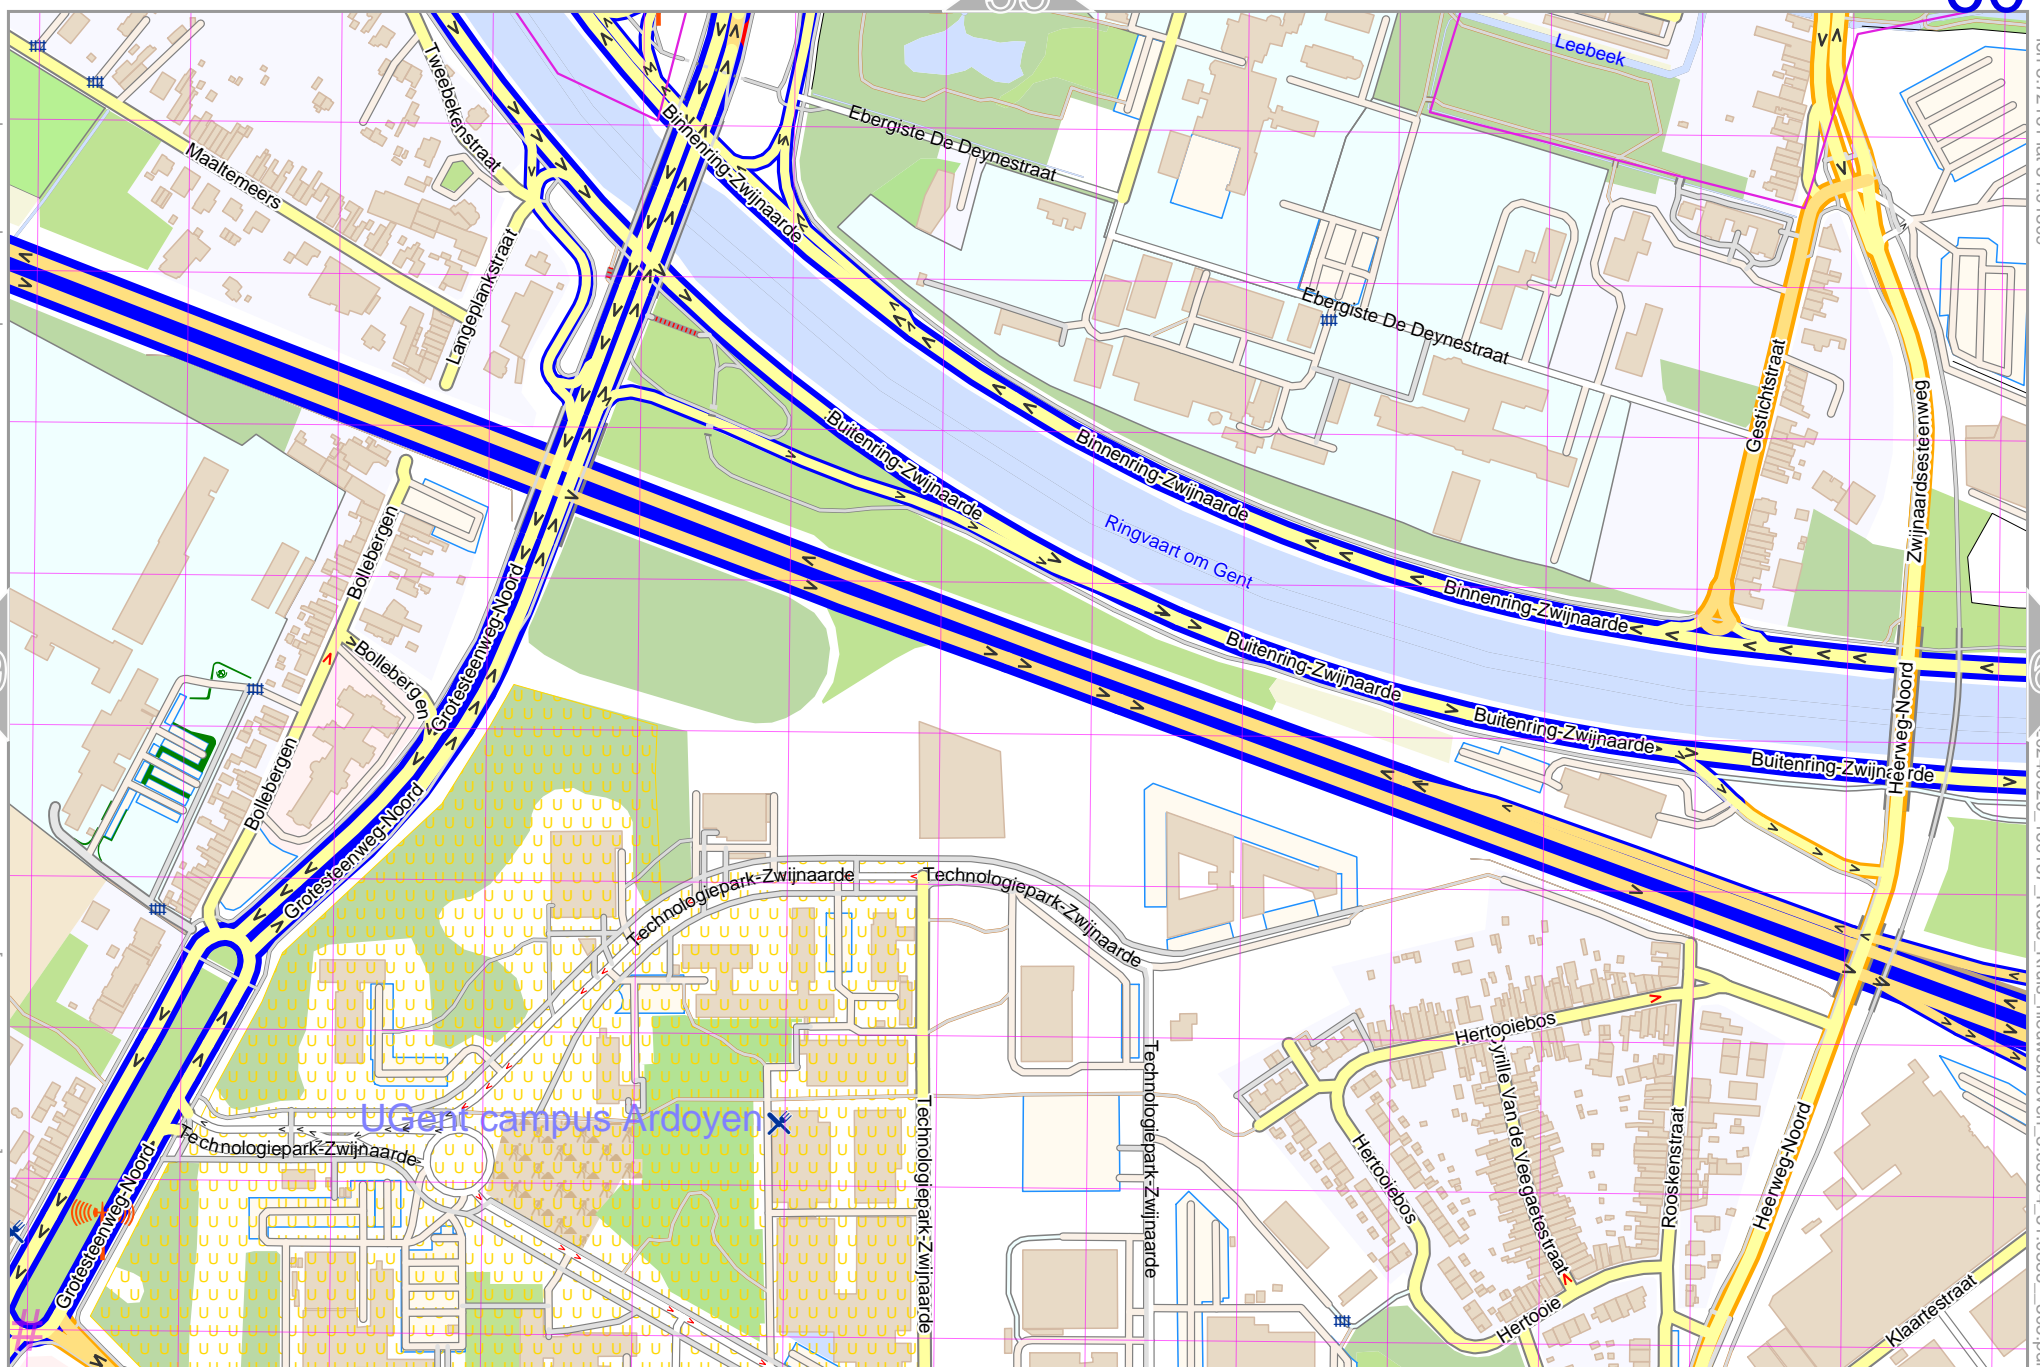 Leebeek
Tweebekenstraat
Binnenring-Zwijnaarde
Ebergiste De Deynestraat
Maaltemeers
Langeplankstraat
Ebergiste De Deynestraat
Gestichtstraat
Zwijnaardsesteenweg
Buitenring-Zwijnaarde
Binnenring-Zwijnaarde
Ringvaart om Gent
Bollebergen
Grotesteenweg-Noord
Binnenring-Zwijnaarde
Buitenring-Zwijnaarde
Bollebergen
Buitenring-Zwijnaarde
Heerweg-Noord
Buitenring-Zwijnaarde
Bollebergen
Grotesteenweg-Noord
Technologiepark-Zwijnaarde
Technologiepark-Zwijnaarde
Hertooiebos
Cyrille Van de Veegaetestraat
UGent campus Ardoyen
Technologiepark-Zwijnaarde
Technologiepark-Zwijnaarde
Technologiepark-Zwijnaarde
Hertooiebos
Rooskenstraat
Heerweg-Noord
Grotesteenweg-Noord
Hertooie
Klaartestraat